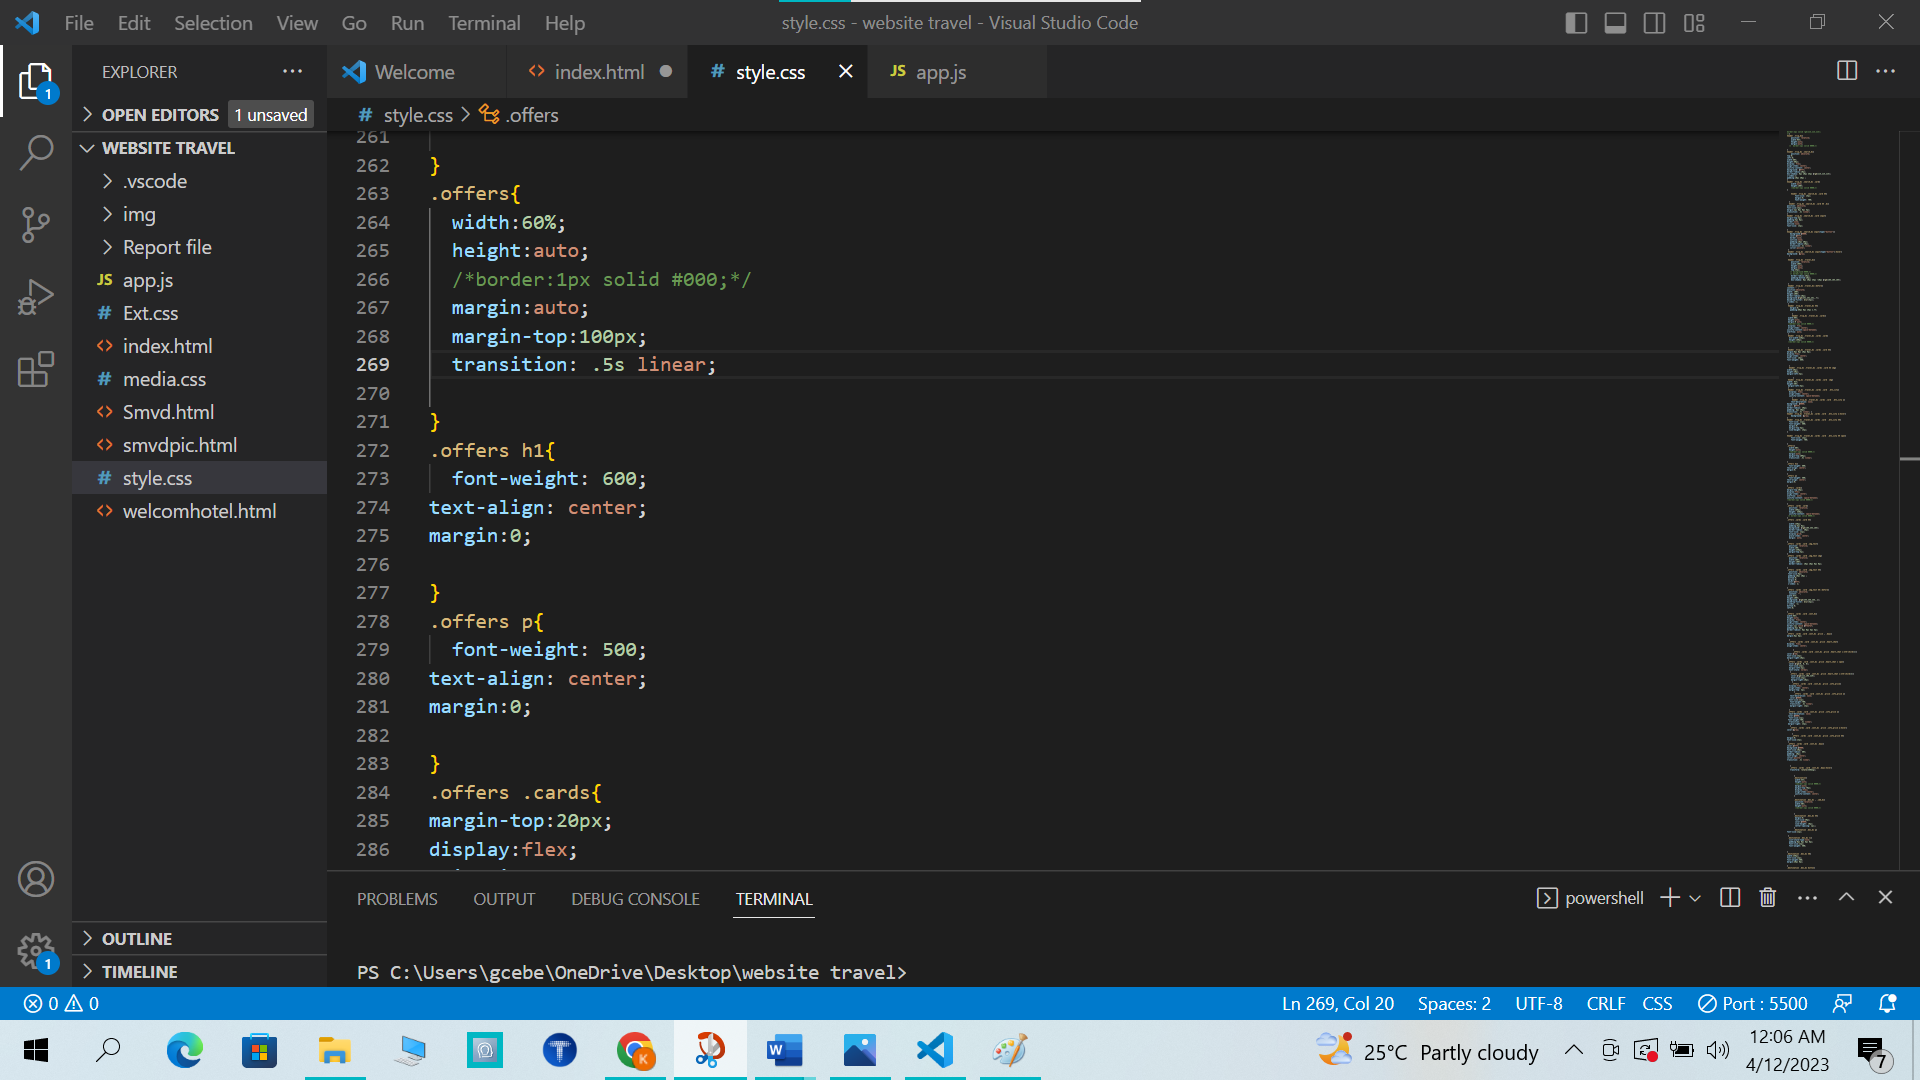 File Edit Selection View Go Run Terminal Help
style.css - website travel - Visual Studio Code
EXPLORER
OPEN EDITORS 1 unsaved
WEBSITE TRAVEL
.vscode
img
Report file
JS app.js
# Ext.css
<> index.html
# media.css
<> Smvd.html
<> smvdpic.html
# style.css
<> welcomhotel.html
OUTLINE
TIMELINE
1
1
Welcome
<> index.html
# style.css
JS app.js
# style.css > .offers
261
262 }
263 .offers{
264 width:60%;
265 height:auto;
266 /*border:1px solid #000;*/
267 margin:auto;
268 margin-top:100px;
269 transition: .5s linear;
270
271 }
272 .offers h1{
273 font-weight: 600;
274 text-align: center;
275 margin:0;
276
277 }
278 .offers p{
279 font-weight: 500;
280 text-align: center;
281 margin:0;
282
283 }
284 .offers .cards{
285 margin-top:20px;
286 display:flex;
PROBLEMS OUTPUT DEBUG CONSOLE TERMINAL
powershell
PS C:\Users\gcebe\OneDrive\Desktop\website travel>
0 0
Ln 269, Col 20 Spaces: 2 UTF-8 CRLF CSS Port : 5500
T K W
25°C Partly cloudy
12:06 AM
4/12/2023
7